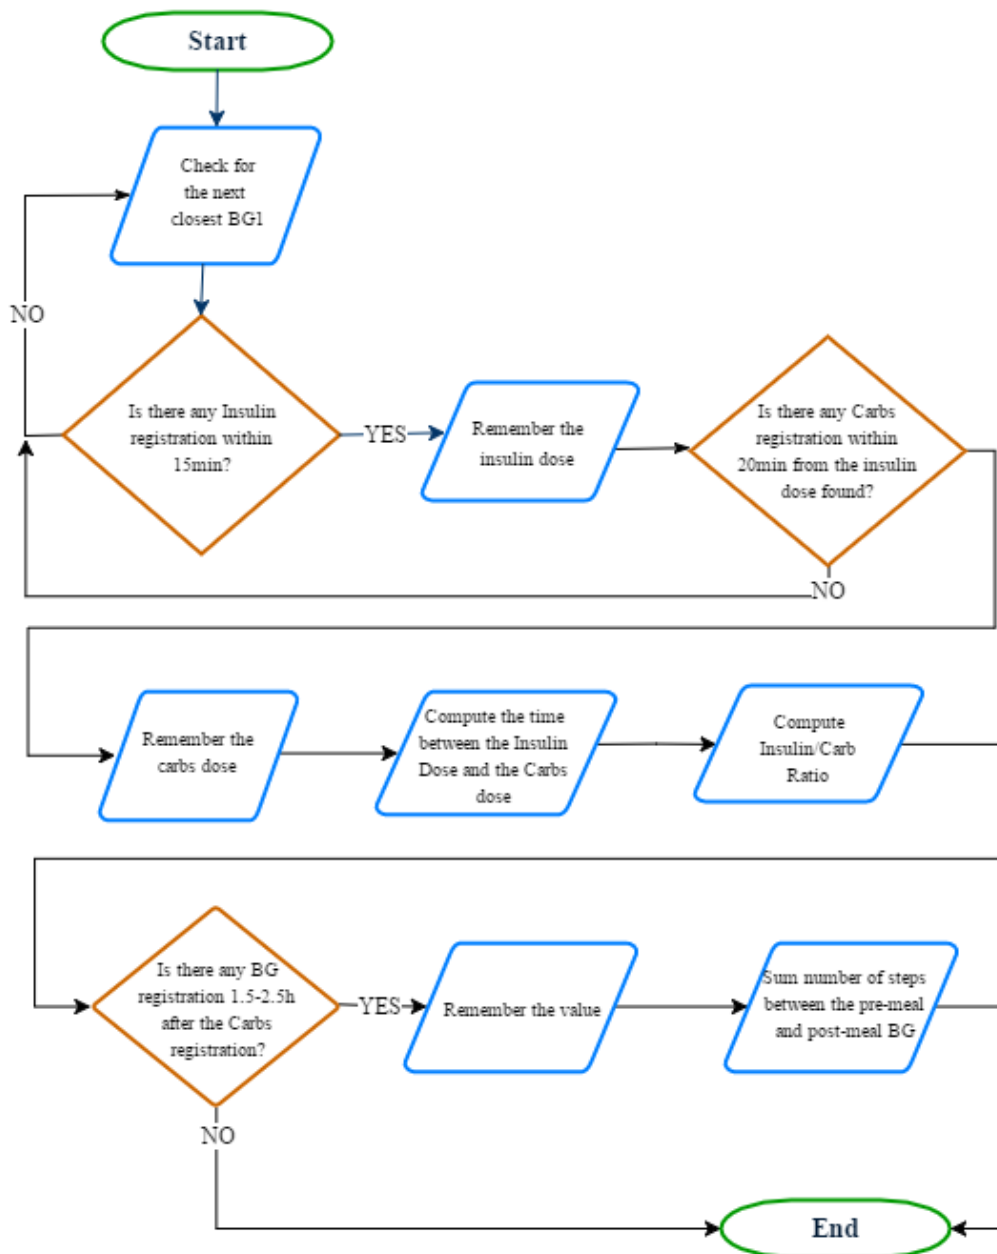 Start
Check for
the next
closest BG1
NO
Is there any Insulin
registration within
15min?
YES
Remember the
insulin dose
Is there any Carbs
registration within
20min from the insulin
dose found?
NO
Remember the
carbs dose
Compute the time
between the Insulin
Dose and the Carbs
dose
Compute
Insulin/Carb
Ratio
Is there any BG
registration 1.5-2.5h
after the Carbs
registration?
YES
Remember the value
Sum number of steps
between the pre-meal
and post-meal BG
NO
End